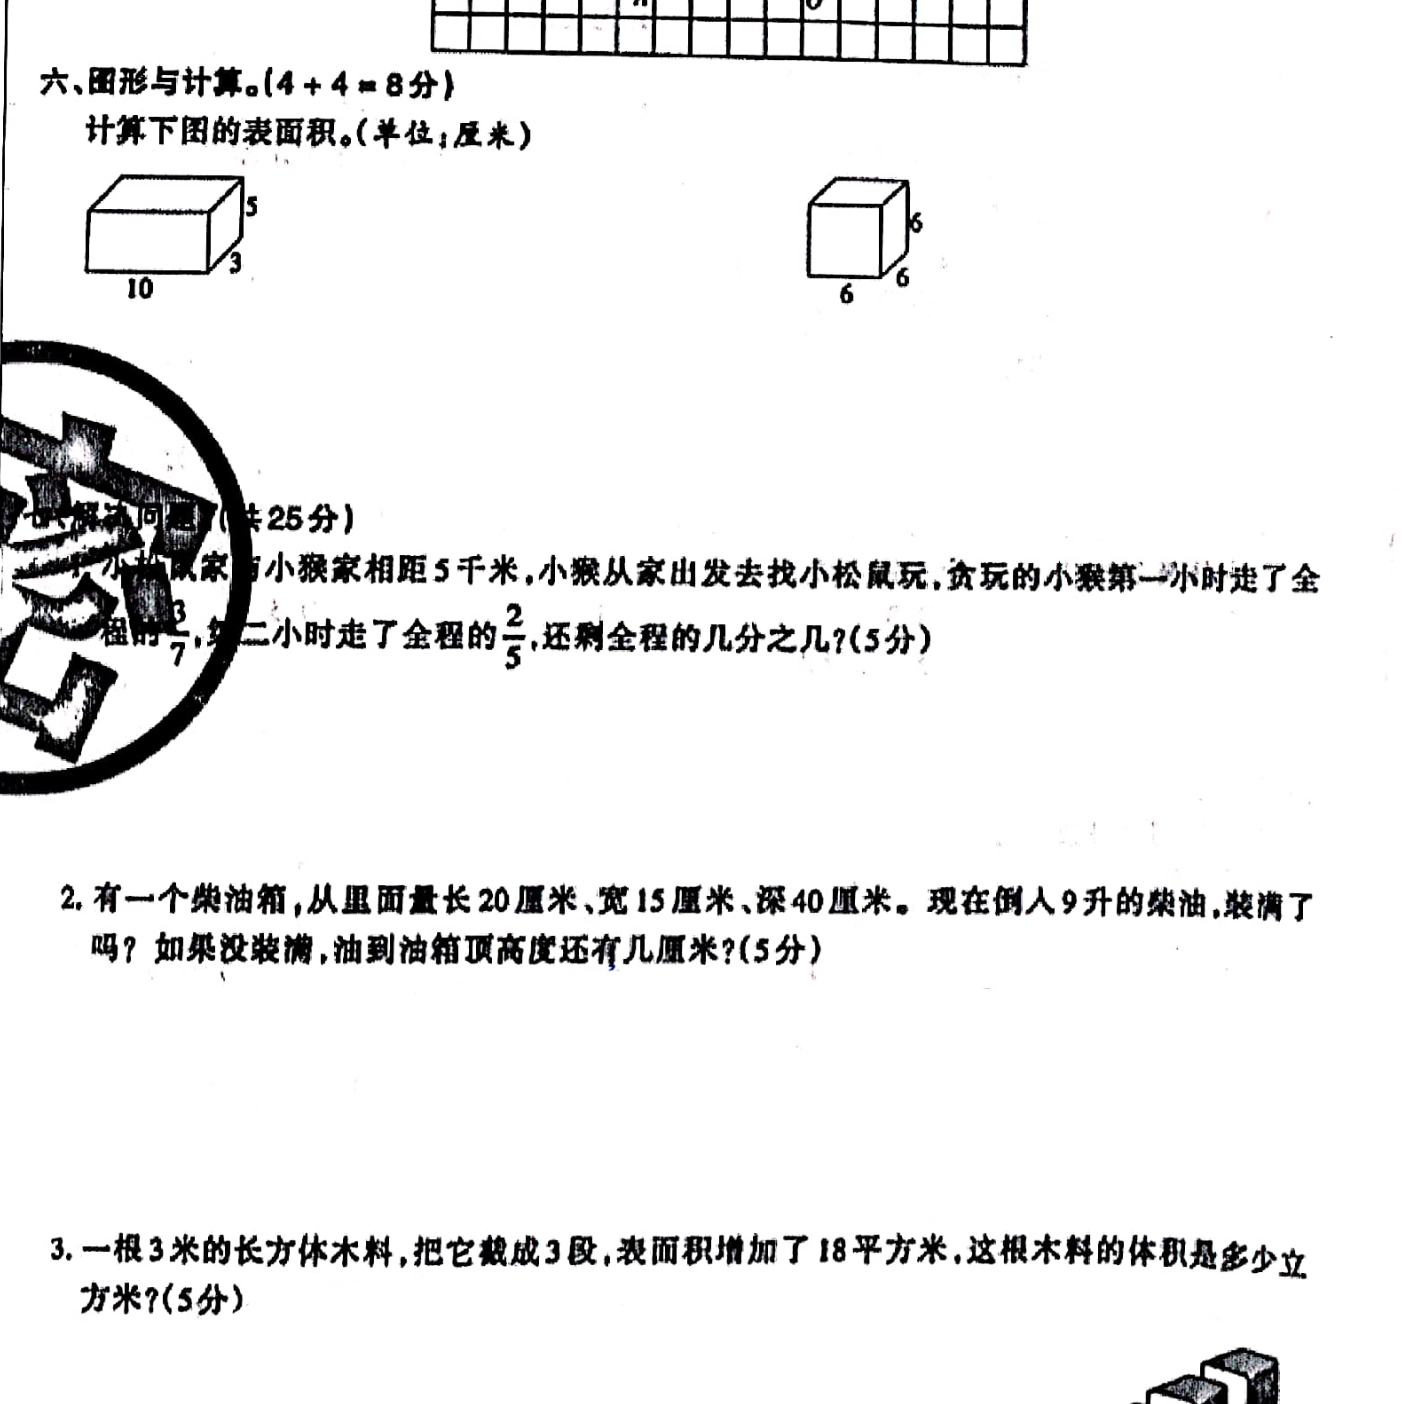 六、图形与计算。(4+4=8分)
计算下图的表面积。(单位:厘米)
5
3
10
6
6
6
解决问题。(共25分)
小松鼠家与小猴家相距5千米,小猴从家出发去找小松鼠玩,贪玩的小猴第一小时走了全
程的3/7,第二小时走了全程的2/5,还剩全程的几分之几?(5分)
2. 有一个柴油箱,从里面量长20厘米、宽15厘米、深40厘米。现在倒入9升的柴油,装满了
吗?如果没装满,油到油箱顶高度还有几厘米?(5分)
3. 一根3米的长方体木料,把它截成3段,表面积增加了18平方米,这根木料的体积是多少立
方米?(5分)